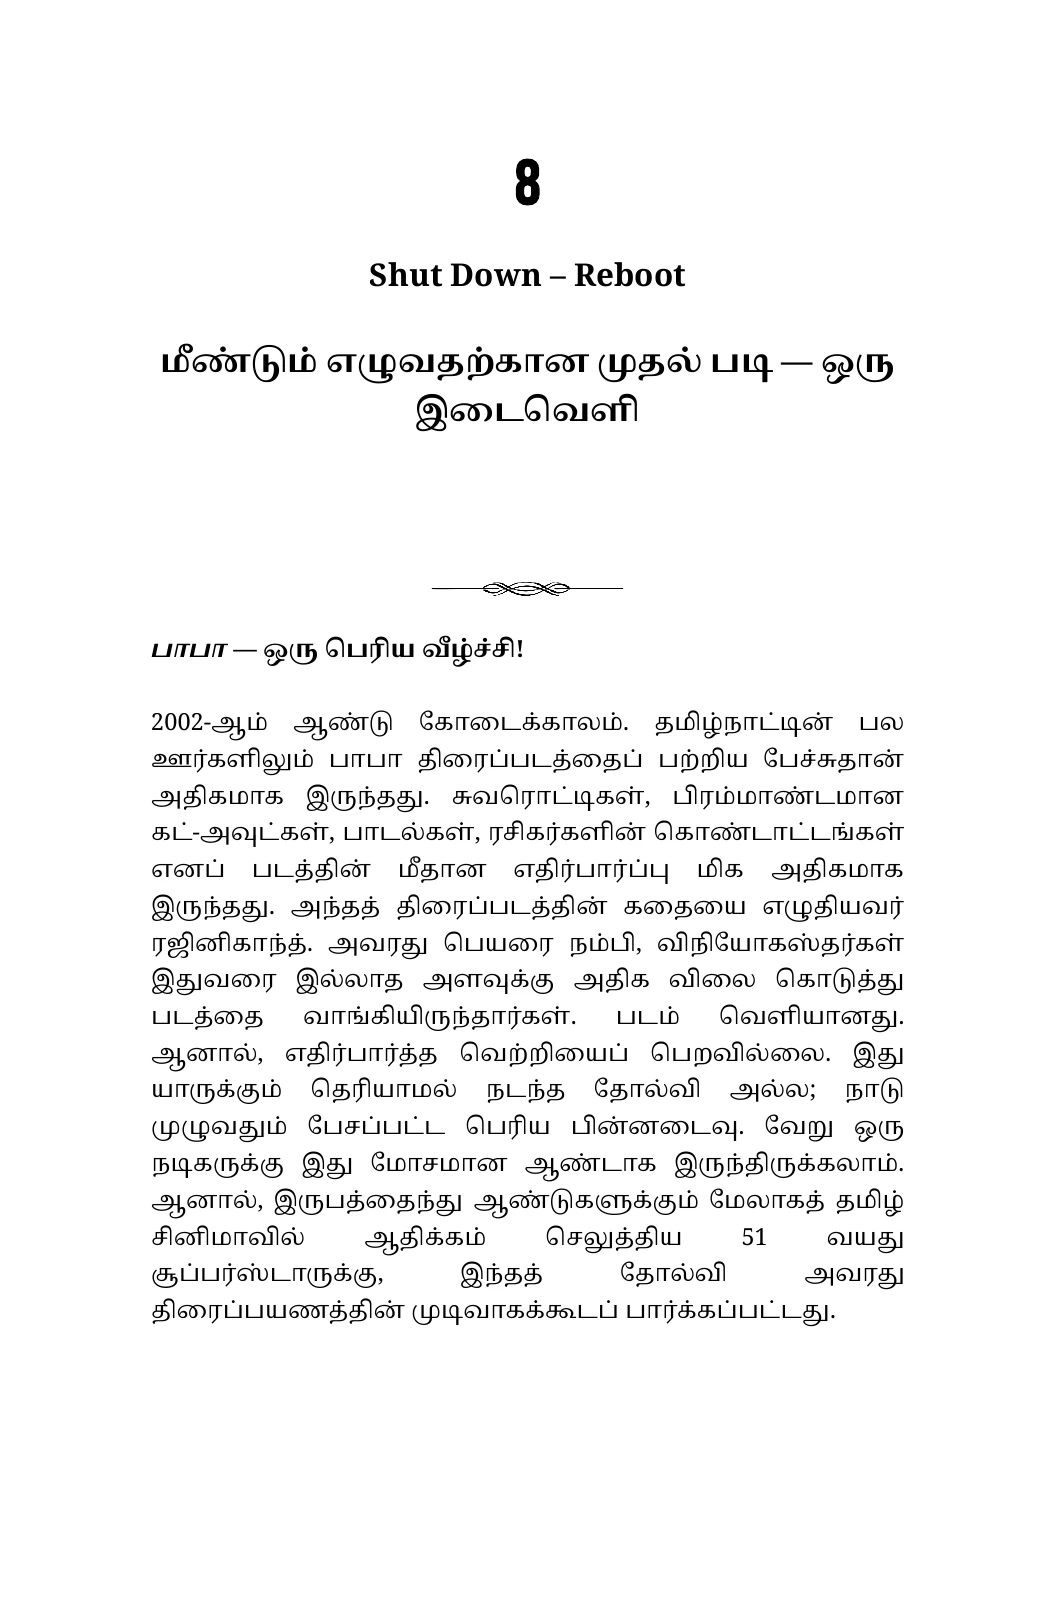 8
Shut Down – Reboot
மீண்டும் எழுவதற்கான முதல் படி — ஒரு
இடைவெளி
பாபா — ஒரு பெரிய வீழ்ச்சி!
2002-ஆம் ஆண்டு கோடைக்காலம். தமிழ்நாட்டின் பல
ஊர்களிலும் பாபா திரைப்படத்தைப் பற்றிய பேச்சுதான்
அதிகமாக இருந்தது. சுவரொட்டிகள், பிரம்மாண்டமான
கட்-அவுட்கள், பாடல்கள், ரசிகர்களின் கொண்டாட்டங்கள்
எனப் படத்தின் மீதான எதிர்பார்ப்பு மிக அதிகமாக
இருந்தது. அந்தத் திரைப்படத்தின் கதையை எழுதியவர்
ரஜினிகாந்த். அவரது பெயரை நம்பி, விநியோகஸ்தர்கள்
இதுவரை இல்லாத அளவுக்கு அதிக விலை கொடுத்து
படத்தை வாங்கியிருந்தார்கள். படம் வெளியானது.
ஆனால், எதிர்பார்த்த வெற்றியைப் பெறவில்லை. இது
யாருக்கும் தெரியாமல் நடந்த தோல்வி அல்ல; நாடு
முழுவதும் பேசப்பட்ட பெரிய பின்னடைவு. வேறு ஒரு
நடிகருக்கு இது மோசமான ஆண்டாக இருந்திருக்கலாம்.
ஆனால், இருபத்தைந்து ஆண்டுகளுக்கும் மேலாகத் தமிழ்
சினிமாவில் ஆதிக்கம் செலுத்திய 51 வயது
சூப்பர்ஸ்டாருக்கு, இந்தத் தோல்வி அவரது
திரைப்பயணத்தின் முடிவாகக்கூடப் பார்க்கப்பட்டது.